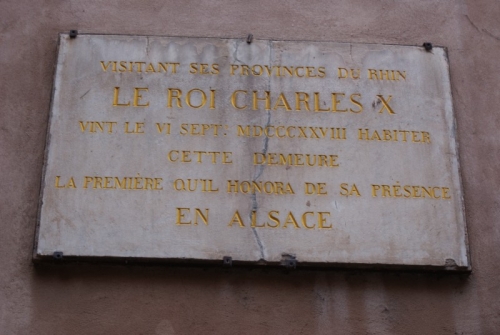 VISITANT SES PROVINCES DU RHIN
LE ROI CHARLES X
VINT LE VI SEPT. MDCCCXXVIII HABITER
CETTE DEMEURE
LA PREMIÈRE QU'IL HONORA DE SA PRÉSENCE
EN ALSACE